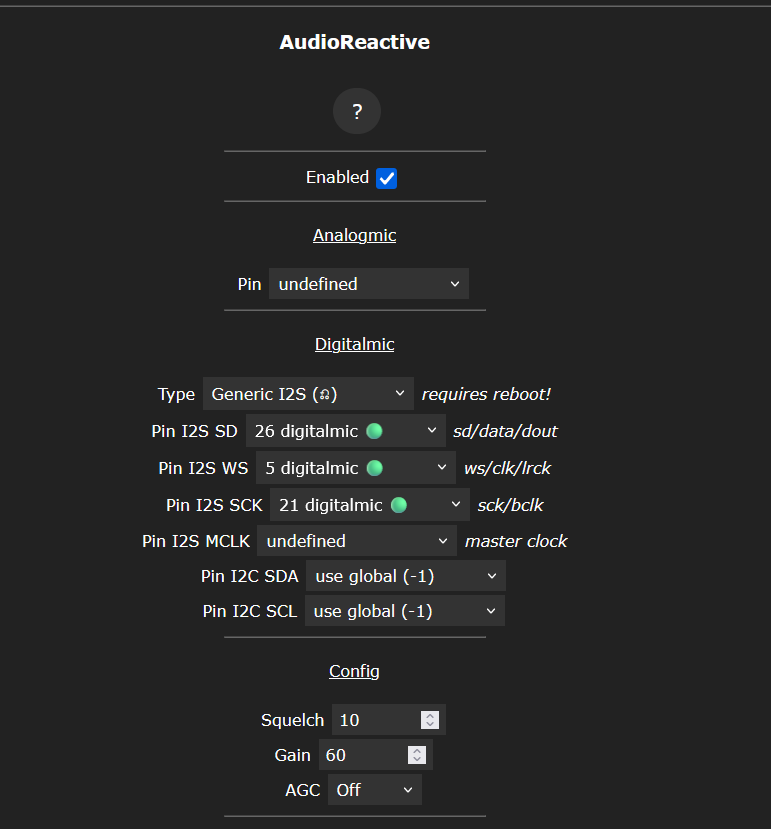 AudioReactive
?
Enabled
Analogmic
Pin undefined
Digitalmic
Type Generic I2S (⎌) requires reboot!
Pin I2S SD 26 digitalmic sd/data/dout
Pin I2S WS 5 digitalmic ws/clk/lrck
Pin I2S SCK 21 digitalmic sck/bclk
Pin I2S MCLK undefined master clock
Pin I2C SDA use global (-1)
Pin I2C SCL use global (-1)
Config
Squelch 10
Gain 60
AGC Off